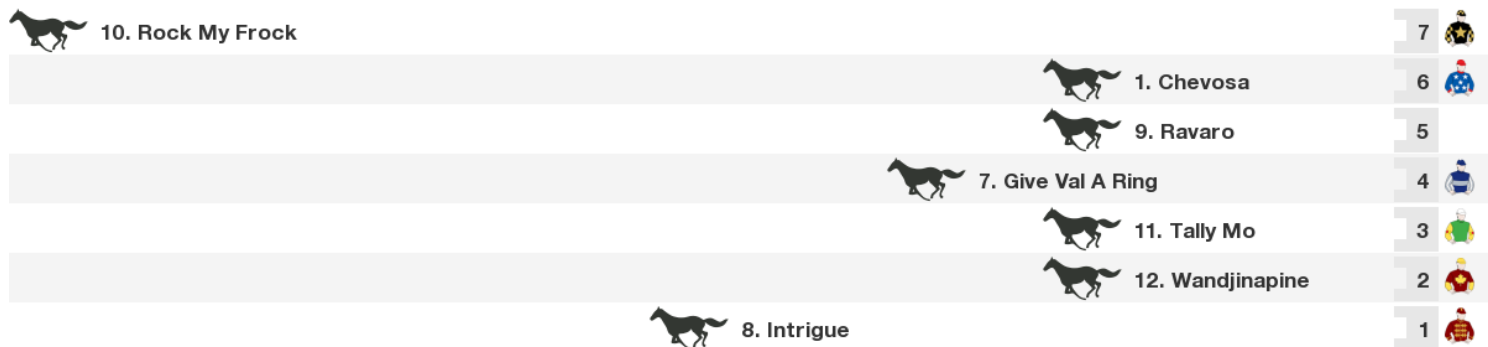 10. Rock My Frock 7
1. Chevosa 6
9. Ravaro 5
7. Give Val A Ring 4
11. Tally Mo 3
12. Wandjinapine 2
8. Intrigue 1